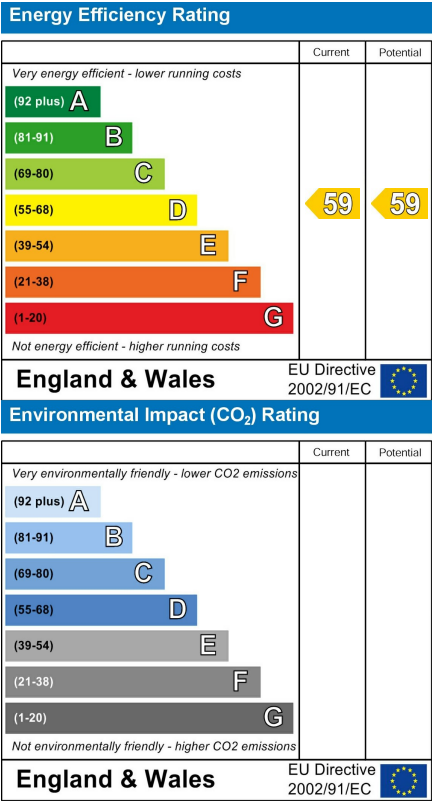 Energy Efficiency Rating
Current Potential
Very energy efficient - lower running costs
(92 plus) A
(81-91) B
(69-80) C
(55-68) D 59 59
(39-54) E
(21-38) F
(1-20) G
Not energy efficient - higher running costs
England & Wales
EU Directive
2002/91/EC
Environmental Impact (CO₂) Rating
Current Potential
Very environmentally friendly - lower CO2 emissions
(92 plus) A
(81-91) B
(69-80) C
(55-68) D
(39-54) E
(21-38) F
(1-20) G
Not environmentally friendly - higher CO2 emissions
England & Wales
EU Directive
2002/91/EC